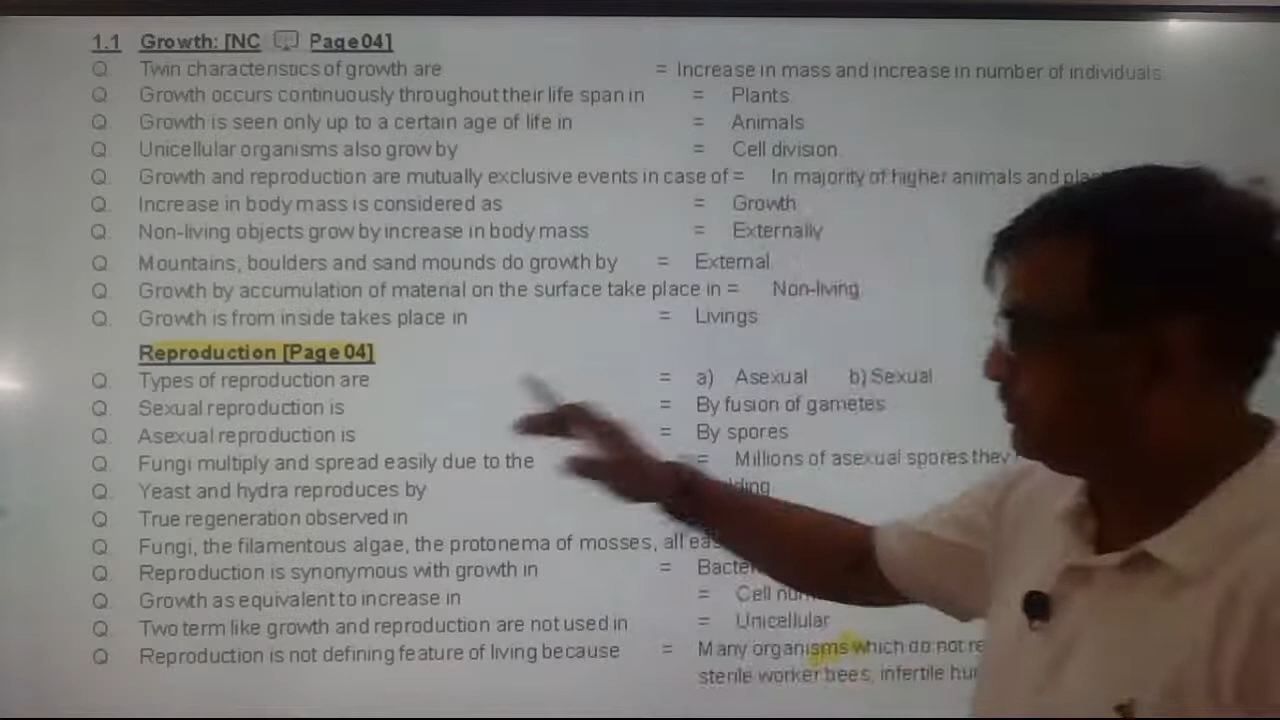 1.1 Growth: [NC Page 04]
Q. Twin characteristics of growth are = Increase in mass and increase in number of individuals.
Q. Growth occurs continuously throughout their life span in = Plants.
Q. Growth is seen only up to a certain age of life in = Animals
Q. Unicellular organisms also grow by = Cell division.
Q. Growth and reproduction are mutually exclusive events in case of = In majority of higher animals and
Q. Increase in body mass is considered as = Growth
Q. Non-living objects grow by increase in body mass = Externally
Q. Mountains, boulders and sand mounds do growth by = External.
Q. Growth by accumulation of material on the surface take place in = Non-living.
Q. Growth is from inside takes place in = Livings
Reproduction [Page 04]
Q. Types of reproduction are = a) Asexual b) Sexual
Q. Sexual reproduction is = By fusion of gametes
Q. Asexual reproduction is = By spores
Q. Fungi multiply and spread easily due to the = Millions of asexual spores they
Q. Yeast and hydra reproduces by
Q. True regeneration observed in
Q. Fungi, the filamentous algae, the protonema of mosses, all
Q. Reproduction is synonymous with growth in =
Q. Growth as equivalent to increase in = Cell
Q. Two term like growth and reproduction are not used in = Unicellular
Q. Reproduction is not defining feature of living because = Many organisms which do not
sterile worker bees, infertile